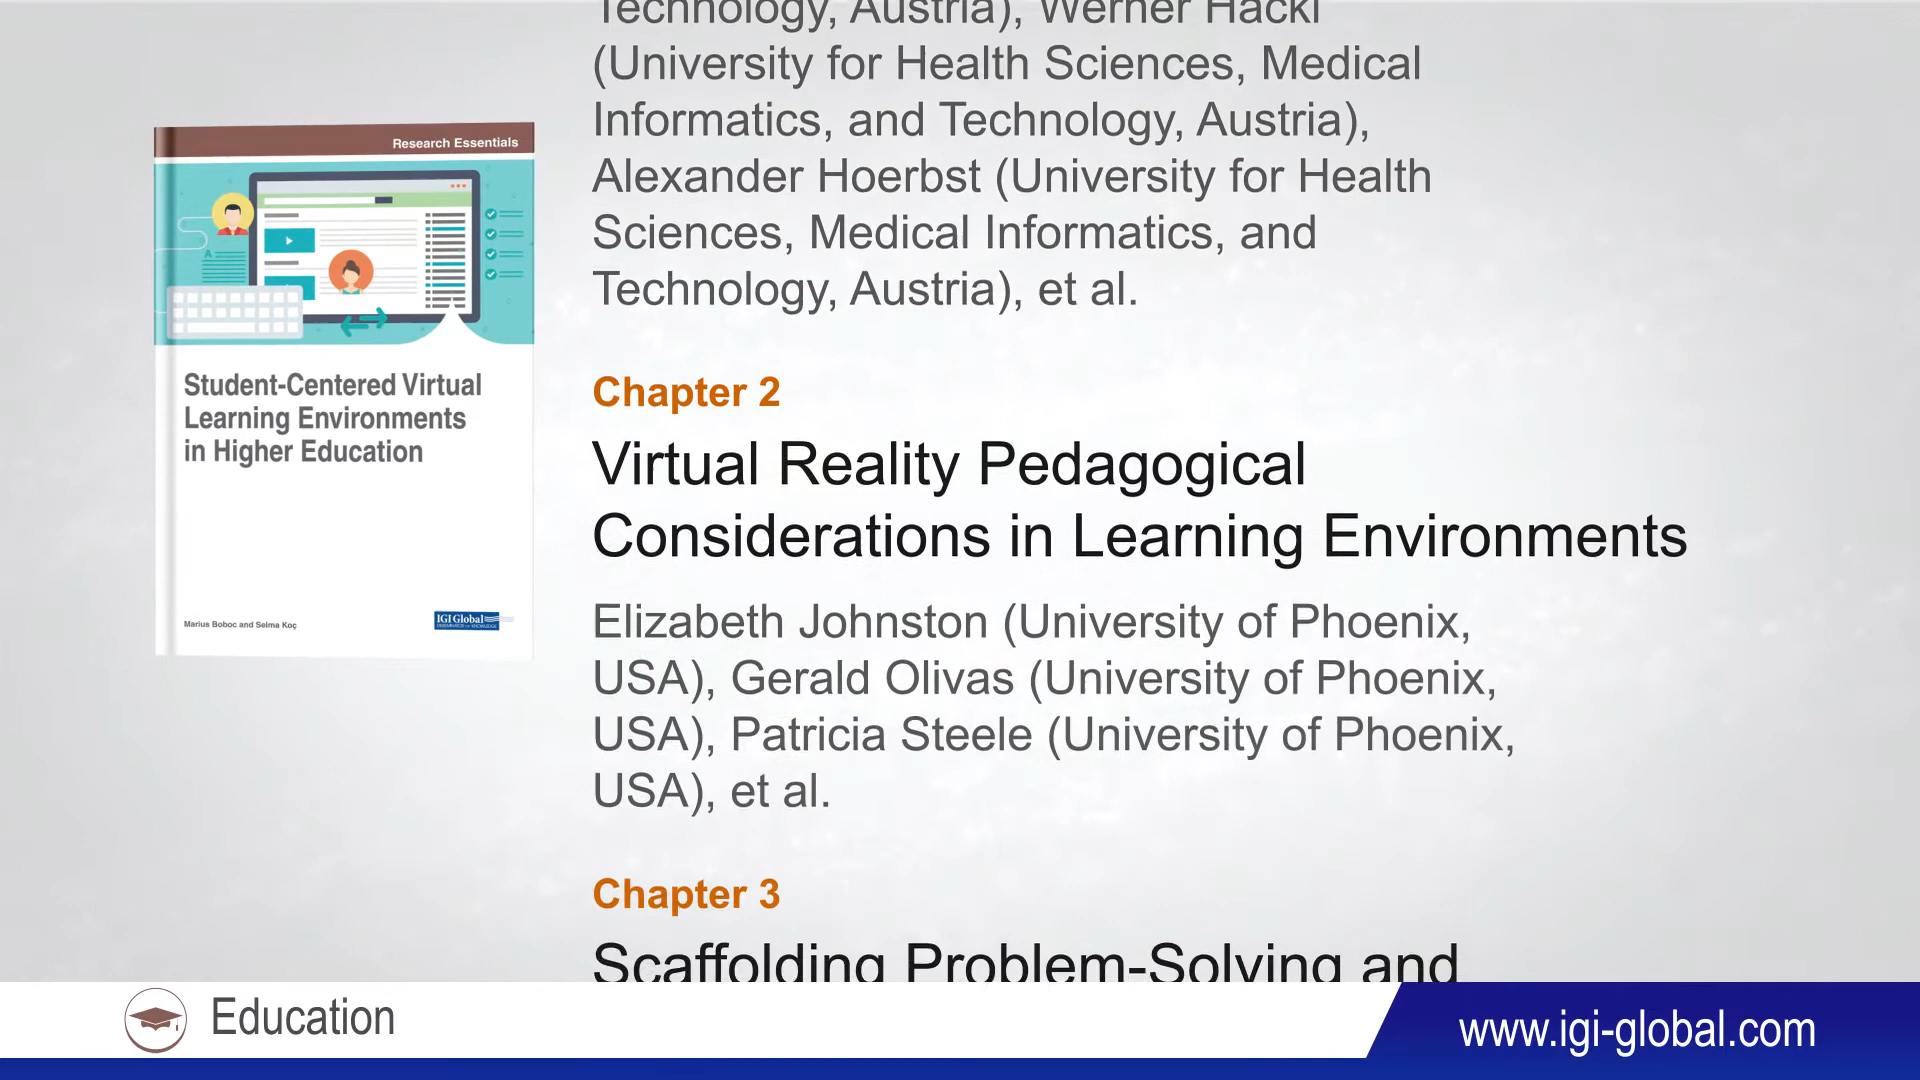 Technology, Austria), Werner Hackl
(University for Health Sciences, Medical
Informatics, and Technology, Austria),
Alexander Hoerbst (University for Health
Sciences, Medical Informatics, and
Technology, Austria), et al.
Research Essentials
Student-Centered Virtual
Learning Environments
in Higher Education
Marius Boboc and Selma Koç
IGI Global
Chapter 2
Virtual Reality Pedagogical
Considerations in Learning Environments
Elizabeth Johnston (University of Phoenix,
USA), Gerald Olivas (University of Phoenix,
USA), Patricia Steele (University of Phoenix,
USA), et al.
Chapter 3
Scaffolding Problem-Solving and
Education
www.igi-global.com